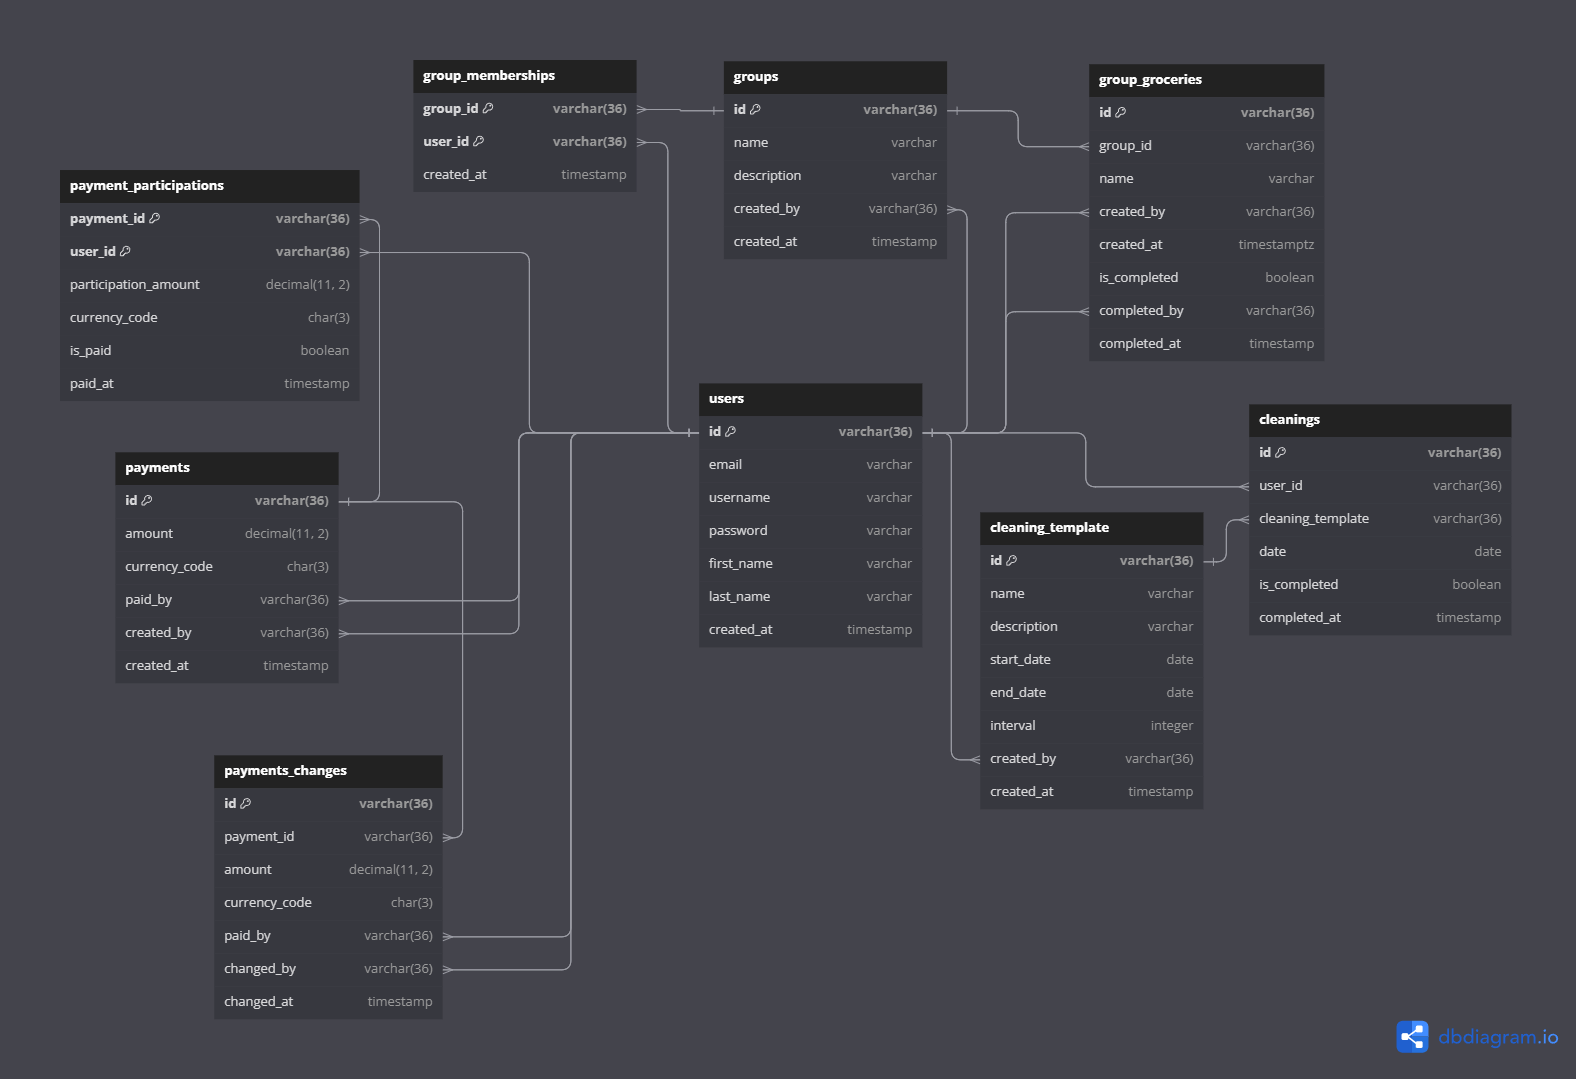 group_memberships
group_id varchar(36)
user_id varchar(36)
created_at timestamp
groups
id varchar(36)
name varchar
description varchar
created_by varchar(36)
created_at timestamp
group_groceries
id varchar(36)
group_id varchar(36)
name varchar
created_by varchar(36)
created_at timestamptz
is_completed boolean
completed_by varchar(36)
completed_at timestamp
payment_participations
payment_id varchar(36)
user_id varchar(36)
participation_amount decimal(11, 2)
currency_code char(3)
is_paid boolean
paid_at timestamp
users
id varchar(36)
email varchar
username varchar
password varchar
first_name varchar
last_name varchar
created_at timestamp
cleanings
id varchar(36)
user_id varchar(36)
cleaning_template varchar(36)
date date
is_completed boolean
completed_at timestamp
payments
id varchar(36)
amount decimal(11, 2)
currency_code char(3)
paid_by varchar(36)
created_by varchar(36)
created_at timestamp
cleaning_template
id varchar(36)
name varchar
description varchar
start_date date
end_date date
interval integer
created_by varchar(36)
created_at timestamp
payments_changes
id varchar(36)
payment_id varchar(36)
amount decimal(11, 2)
currency_code char(3)
paid_by varchar(36)
changed_by varchar(36)
changed_at timestamp
dbdiagram.io